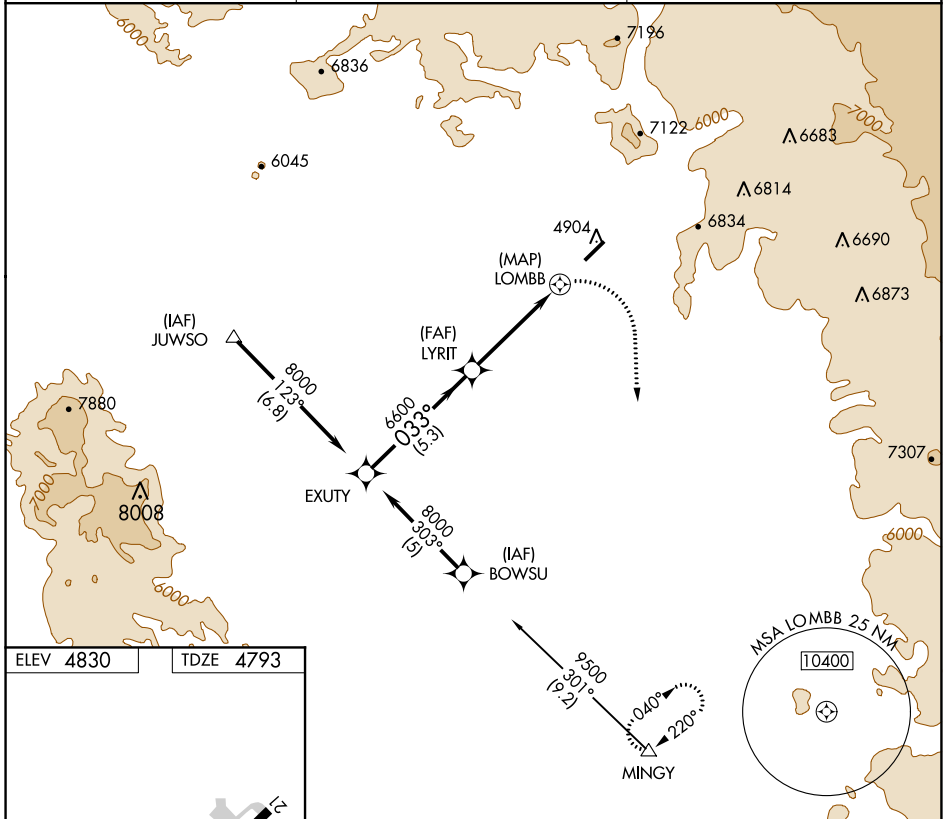 6000
7196
6836
7122
6000
7000
6683
6045
6814
6834
4904
6690
(MAP)
LOMBB
6873
(IAF)
JUWSO
(FAF)
LYRIT
8000
123°
(6.8)
7880
6600
033°
(5.3)
7307
7000
EXUTY
8008
8000
303°
(5)
6000
(IAF)
BOWSU
6000
MSA LOMBB 25 NM
10400
ELEV 4830
TDZE 4793
9500
301°
(9.2)
040°
220°
MINGY
21